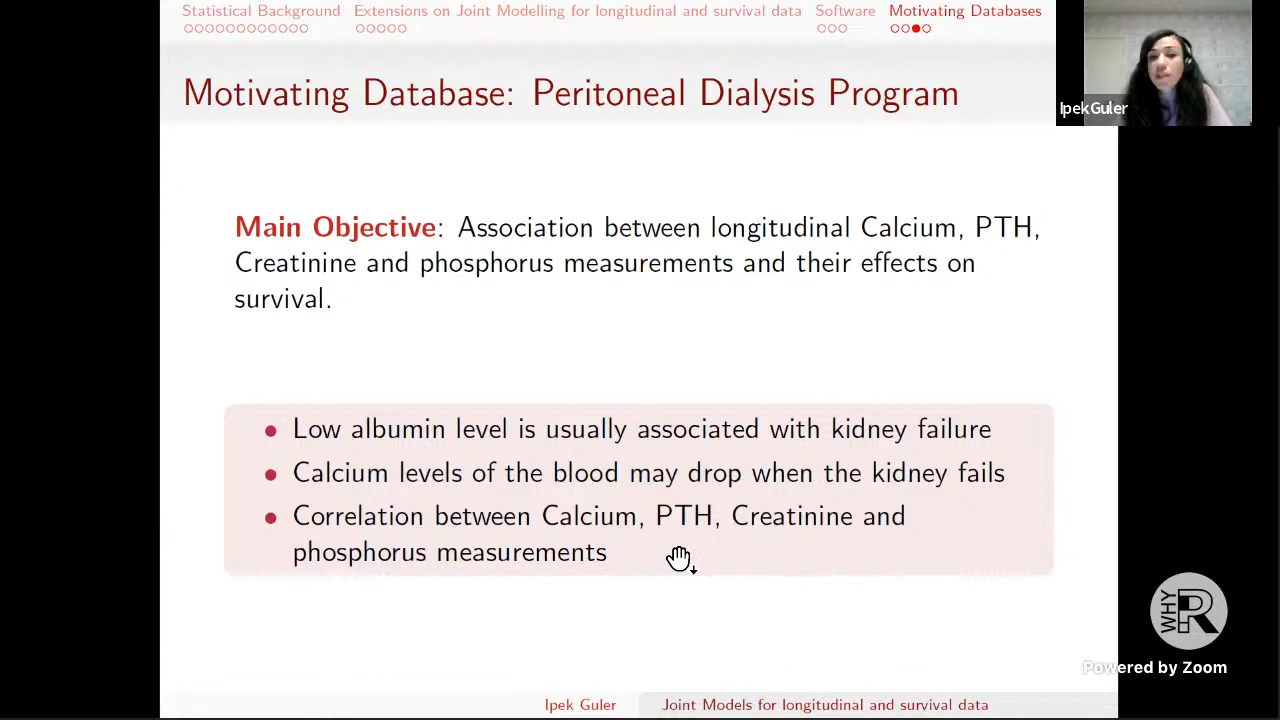 Statistical Background Extensions on Joint Modelling for longitudinal and survival data Software Motivating Databases
Motivating Database: Peritoneal Dialysis Program
IpekGuler
Main Objective: Association between longitudinal Calcium, PTH,
Creatinine and phosphorus measurements and their effects on
survival.
• Low albumin level is usually associated with kidney failure
• Calcium levels of the blood may drop when the kidney fails
• Correlation between Calcium, PTH, Creatinine and
phosphorus measurements
WHY R
Powered by Zoom
Ipek Guler Joint Models for longitudinal and survival data